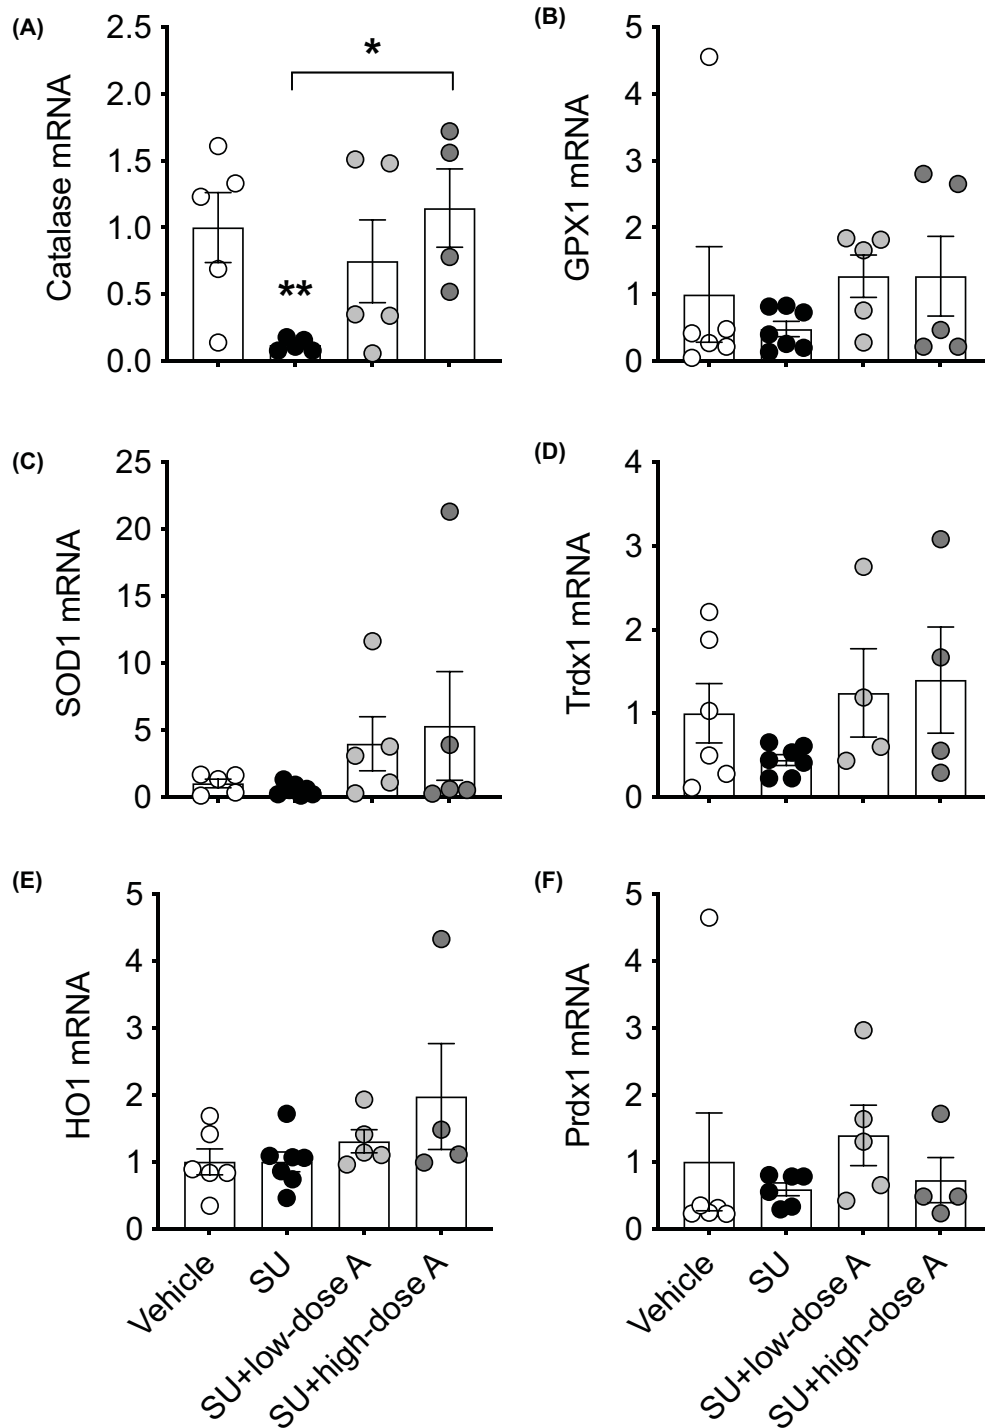 (A)
Catalase mRNA
2.5
2.0
1.5
1.0
0.5
0.0
**
*
(B)
GPX1 mRNA
5
4
3
2
1
0
(C)
SOD1 mRNA
25
20
15
10
5
0
(D)
Trdx1 mRNA
4
3
2
1
0
(E)
HO1 mRNA
5
4
3
2
1
0
Vehicle
SU
SU+low-dose A
SU+high-dose A
(F)
Prdx1 mRNA
5
4
3
2
1
0
Vehicle
SU
SU+low-dose A
SU+high-dose A